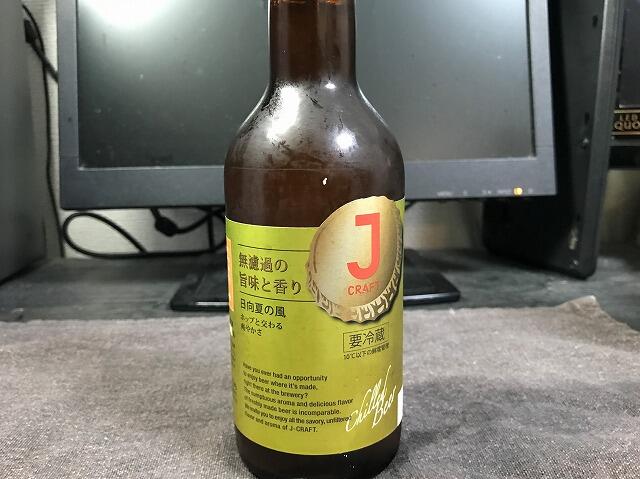 無濾過の
旨味と香り
日向夏の風
ホップと交わる
爽やかさ
J
CRAFT
要冷蔵
10℃以下の冷蔵管理
Have you ever had an opportunity
to enjoy beer where it's made,
right there at the brewery?
The sumptuous aroma and delicious flavor
of freshly made beer is incomparable.
We really you to enjoy all the savory, unfiltered
flavor and aroma of J-CRAFT.
Chilled
Beer
LED